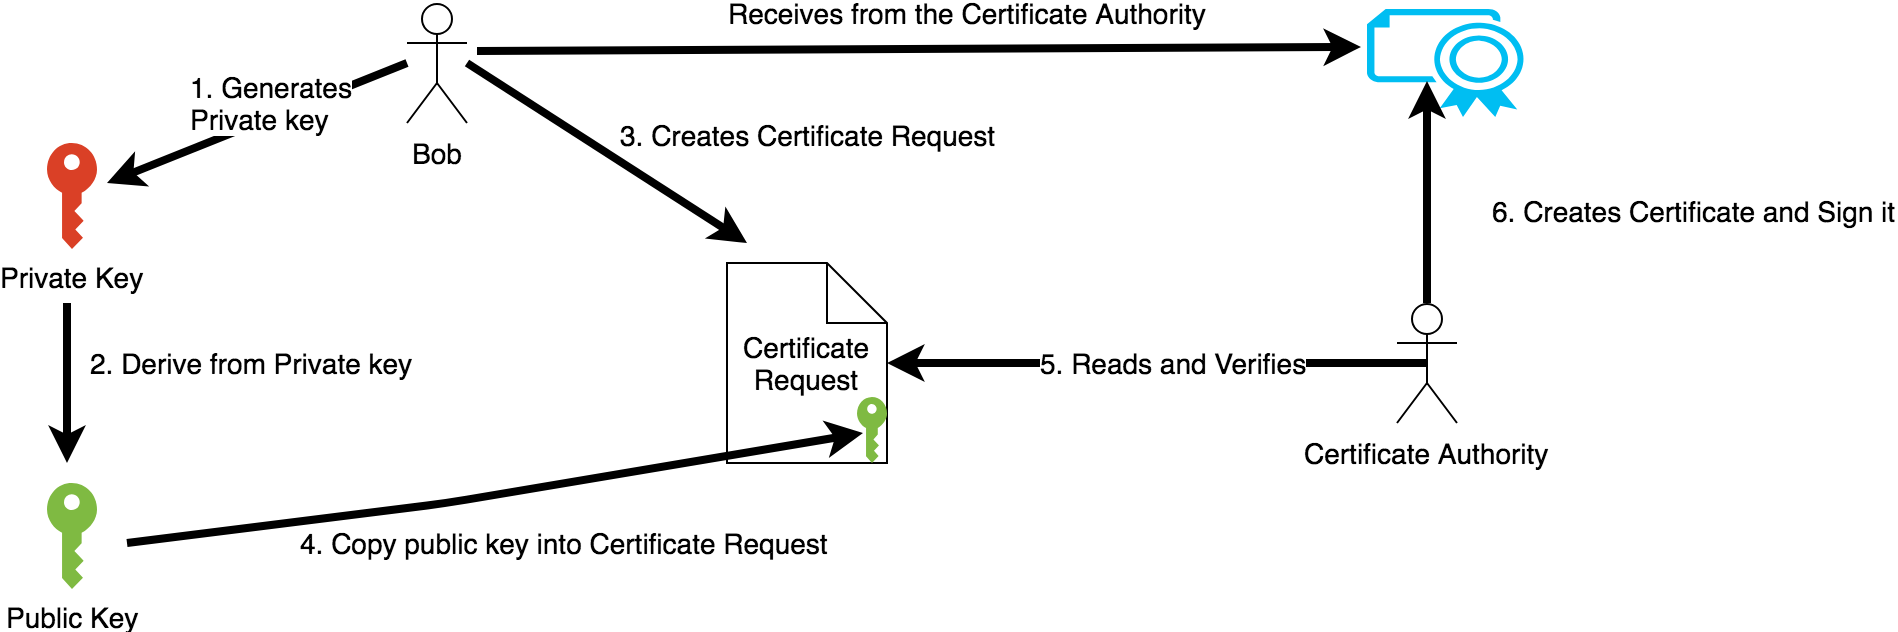 Receives from the Certificate Authority
1. Generates
Private key
3. Creates Certificate Request
Bob
6. Creates Certificate and Sign it
Private Key
2. Derive from Private key
Certificate
Request
5. Reads and Verifies
Certificate Authority
4. Copy public key into Certificate Request
Public Key